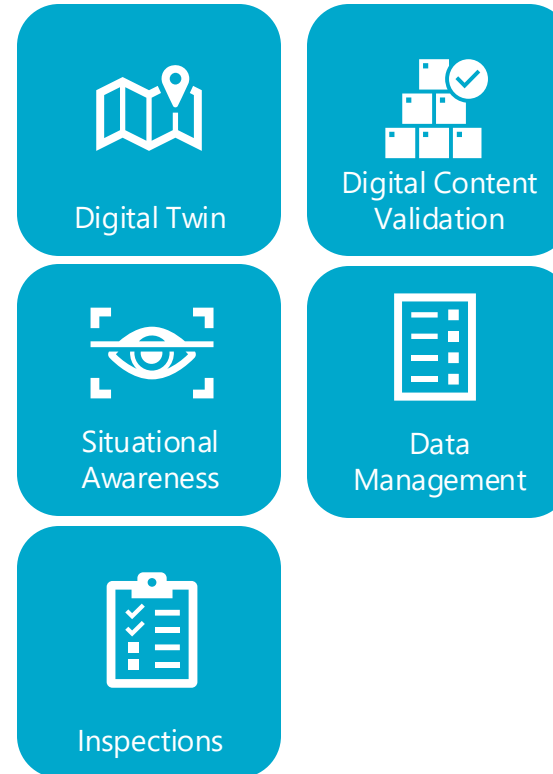 Digital Twin
Digital Content
Validation
Situational
Awareness
Data
Management
Inspections